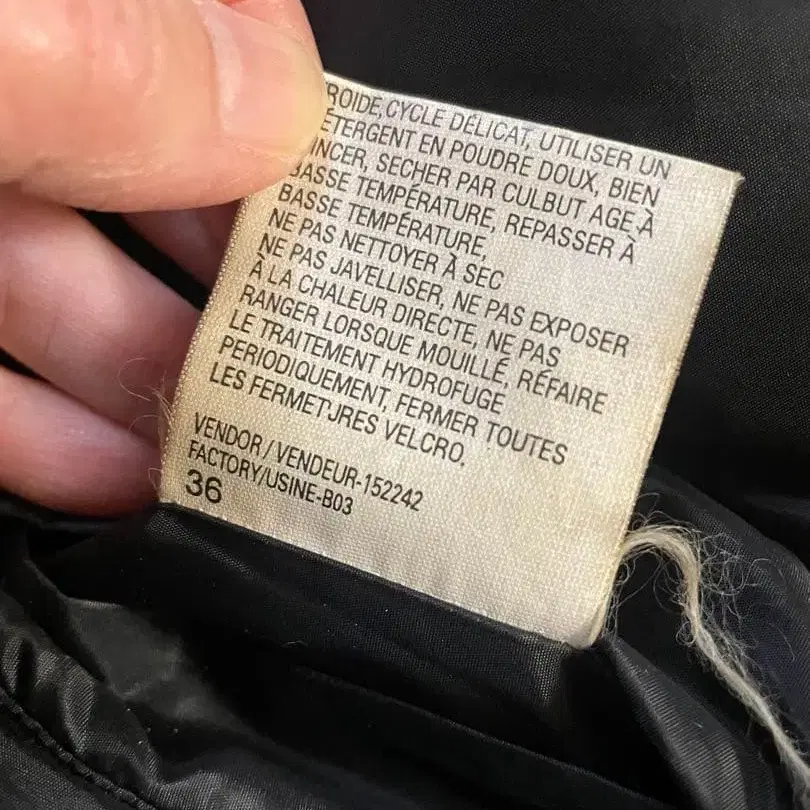 ROIDE, CYCLE DÉLICAT, UTILISER UN
ÉTERGENT EN POUDRE DOUX, BIEN
INCER, SECHER PAR CULBUT AGE À
BASSE TEMPÉRATURE, REPASSER À
BASSE TEMPÉRATURE,
NE PAS NETTOYER À SEC
NE PAS JAVELLISER, NE PAS EXPOSER
À LA CHALEUR DIRECTE, NE PAS
RANGER LORSQUE MOUILLÉ, RÉFAIRE
LE TRAITEMENT HYDROFUGE
PERIODIQUEMENT, FERMER TOUTES
LES FERMETJRES VELCRO.
VENDOR / VENDEUR-152242
FACTORY/USINE-B03
36